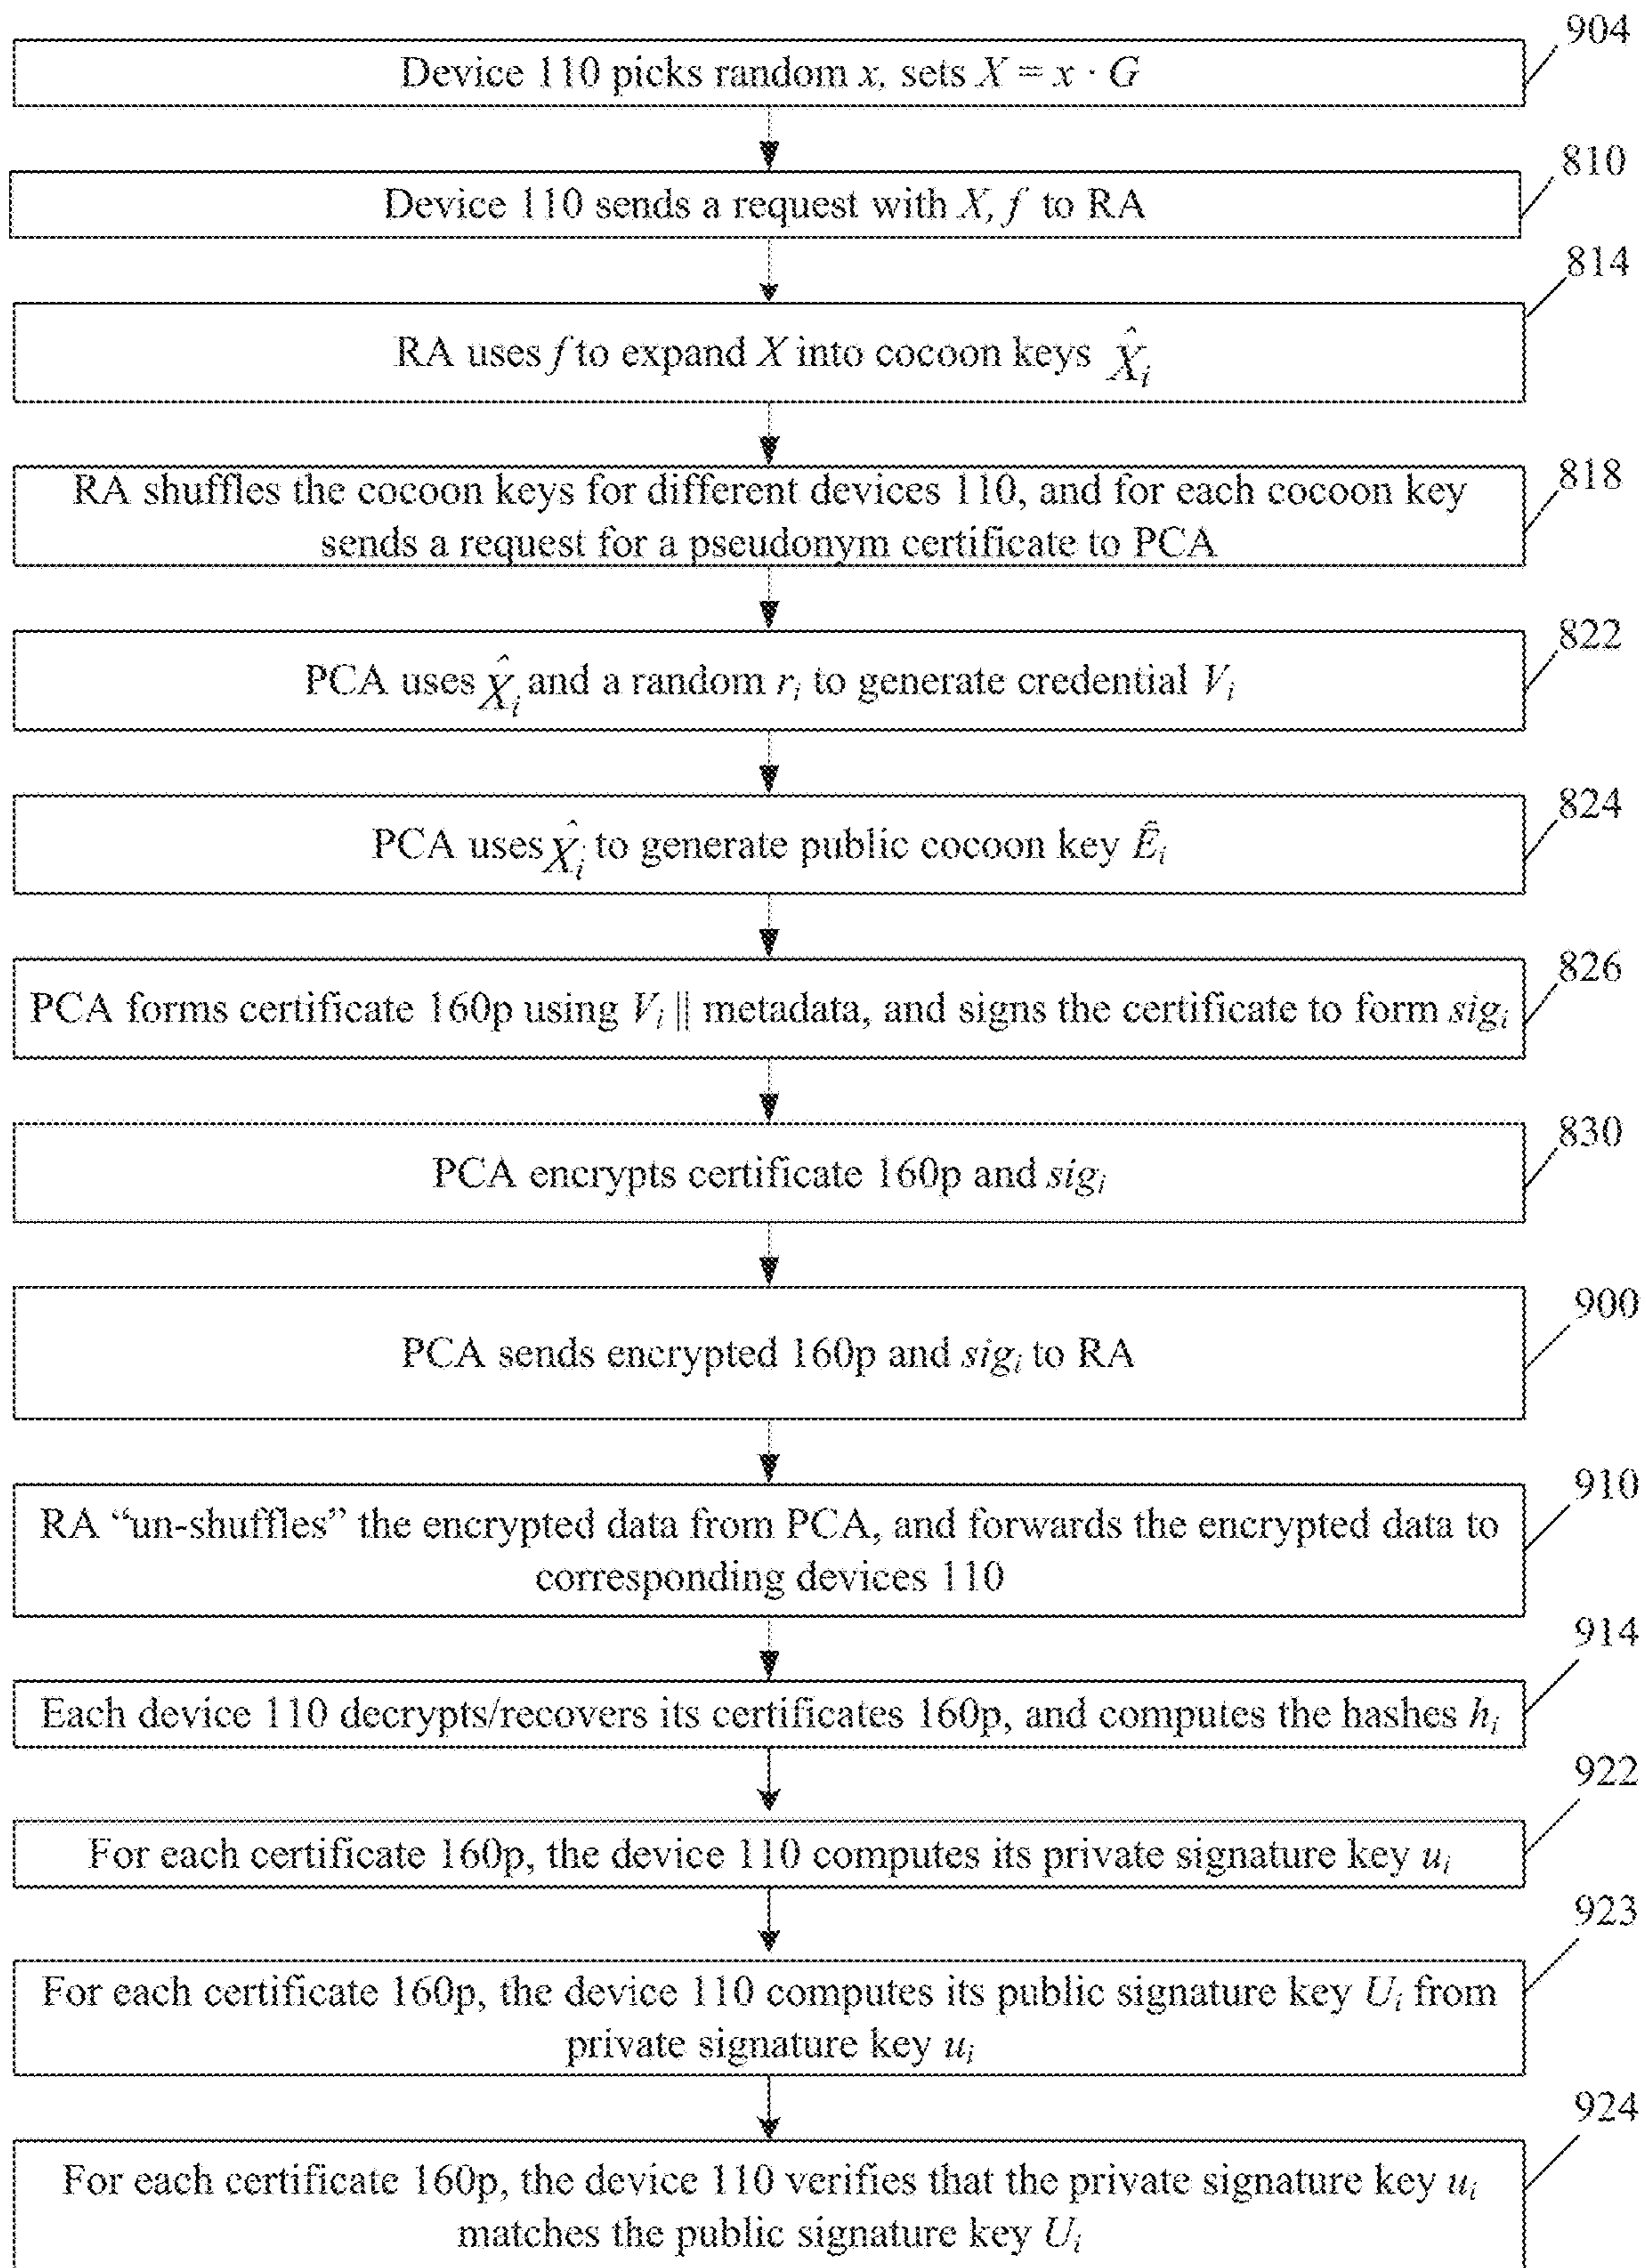 904
Device 110 picks random x, sets X = x · G
810
Device 110 sends a request with X, f to RA
814
RA uses f to expand X into cocoon keys X̂ᵢ
818
RA shuffles the cocoon keys for different devices 110, and for each cocoon key
sends a request for a pseudonym certificate to PCA
822
PCA uses X̂ᵢ and a random rᵢ to generate credential Vᵢ
824
PCA uses X̂ᵢ to generate public cocoon key Êᵢ
826
PCA forms certificate 160p using Vᵢ || metadata, and signs the certificate to form sigᵢ
830
PCA encrypts certificate 160p and sigᵢ
900
PCA sends encrypted 160p and sigᵢ to RA
910
RA “un-shuffles” the encrypted data from PCA, and forwards the encrypted data to
corresponding devices 110
914
Each device 110 decrypts/recovers its certificates 160p, and computes the hashes hᵢ
922
For each certificate 160p, the device 110 computes its private signature key uᵢ
923
For each certificate 160p, the device 110 computes its public signature key Uᵢ from
private signature key uᵢ
924
For each certificate 160p, the device 110 verifies that the private signature key uᵢ
matches the public signature key Uᵢ